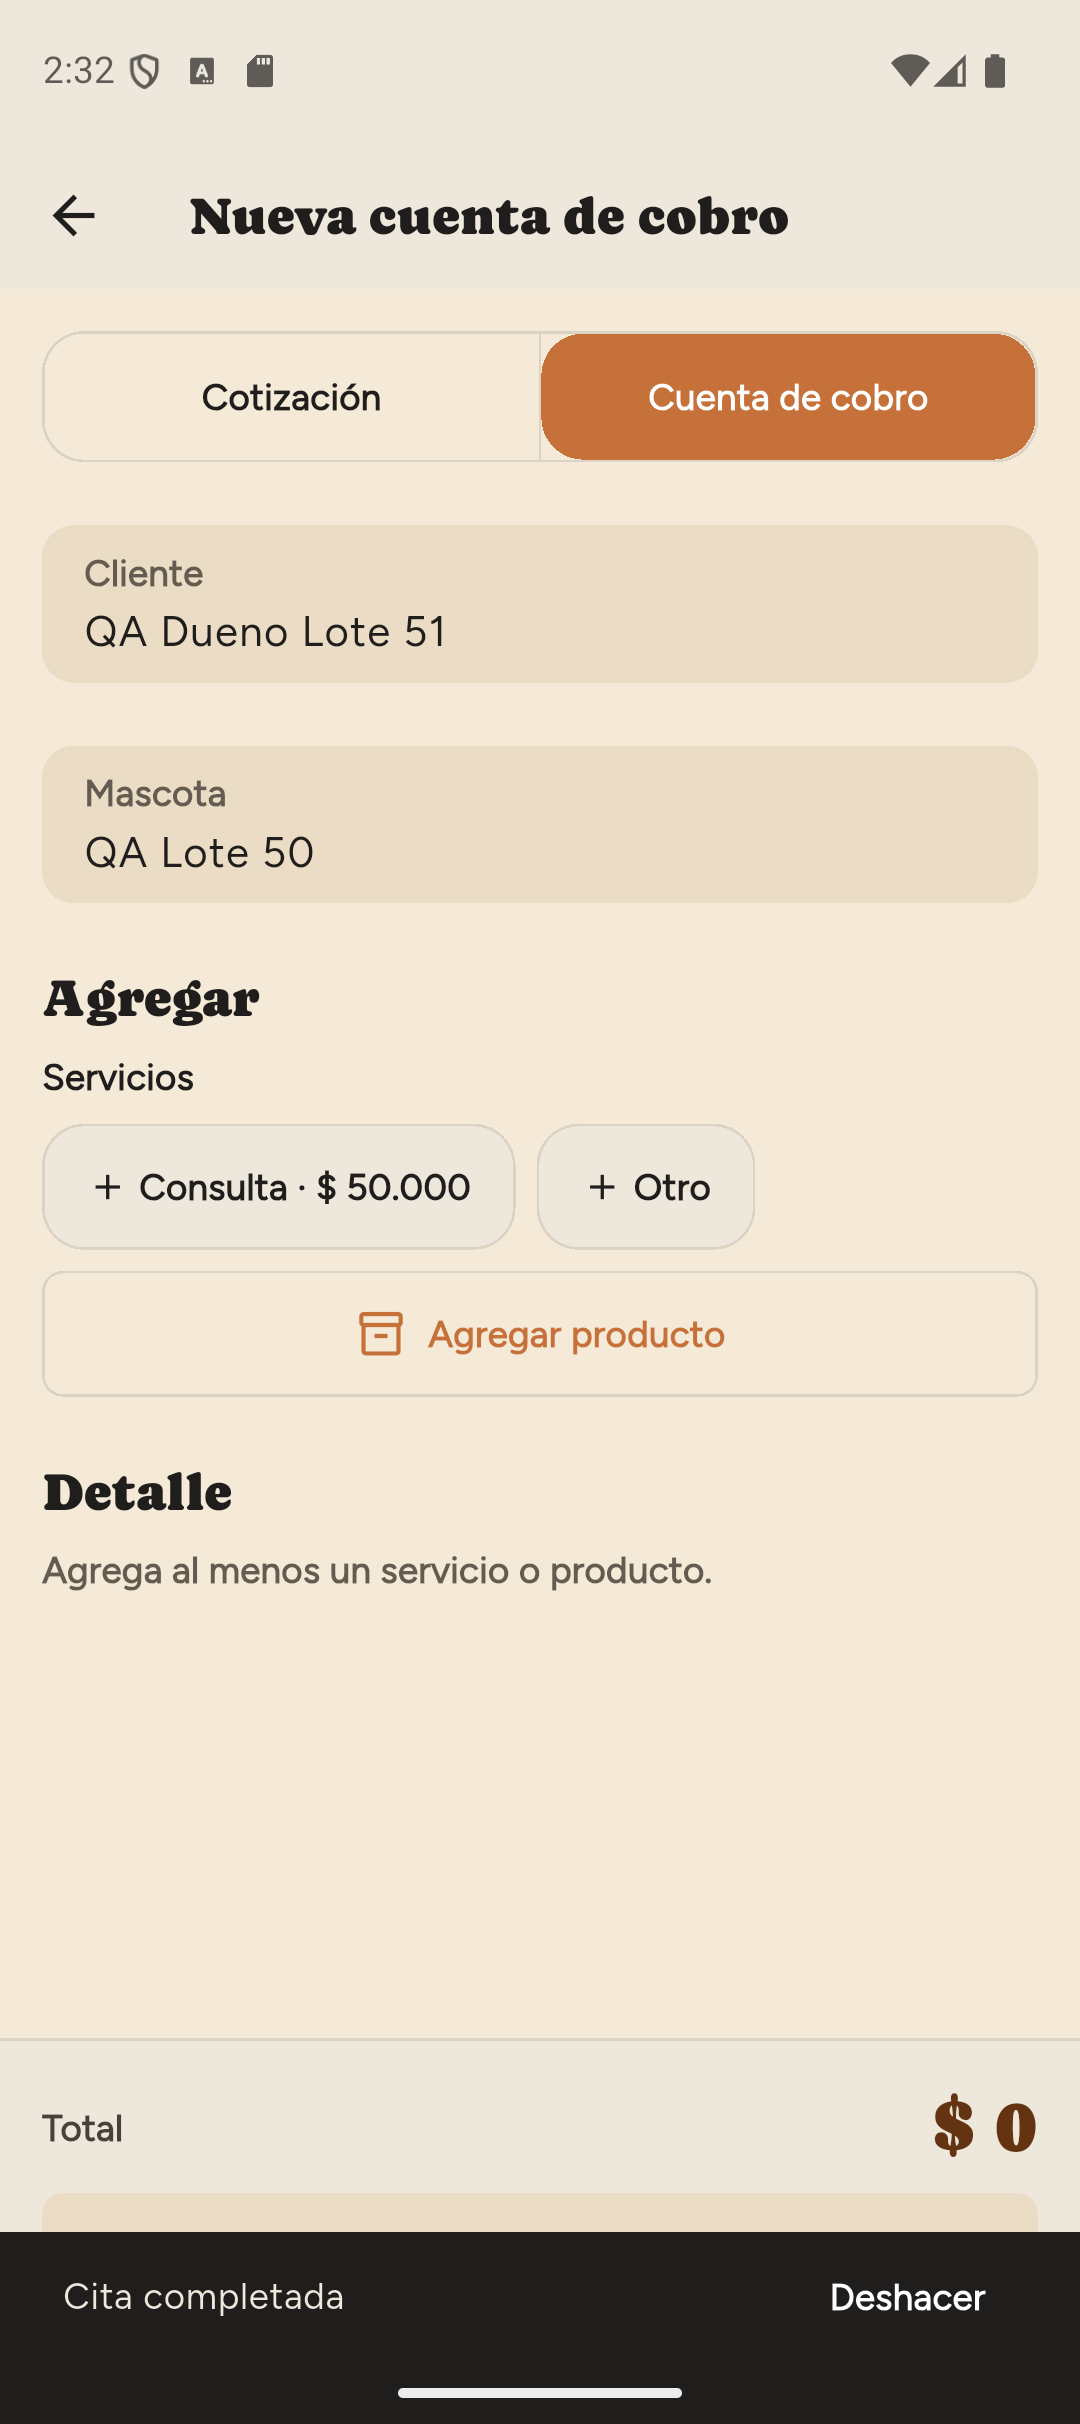 2:32
Nueva cuenta de cobro
Cotización
Cuenta de cobro
Cliente
QA Dueno Lote 51
Mascota
QA Lote 50
Agregar
Servicios
+ Consulta · $ 50.000
+ Otro
Agregar producto
Detalle
Agrega al menos un servicio o producto.
Total
$ 0
Cita completada
Deshacer